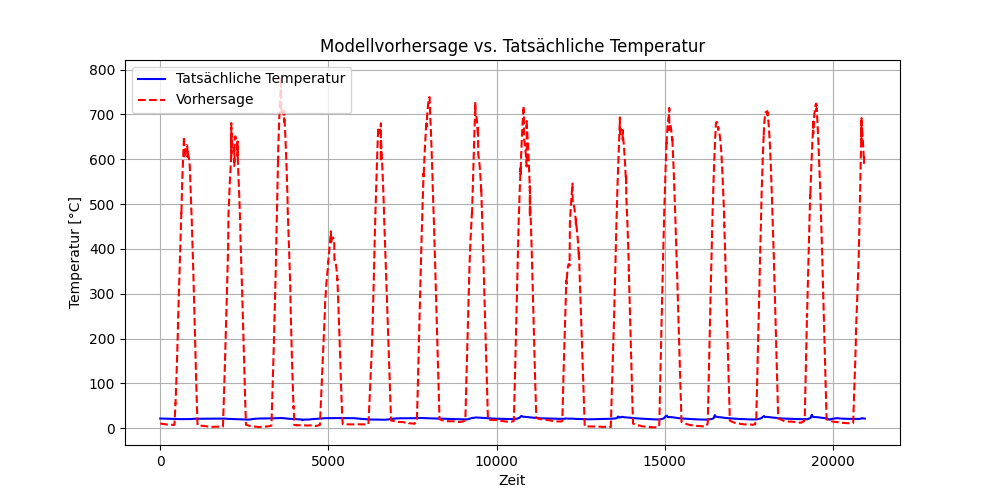 Modellvorhersage vs. Tatsächliche Temperatur
Tatsächliche Temperatur
Vorhersage
800
700
600
500
400
300
200
100
0
Temperatur [°C]
0 5000 10000 15000 20000
Zeit